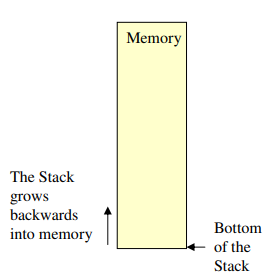 Memory
The Stack
grows
backwards
into memory
Bottom
of the
Stack